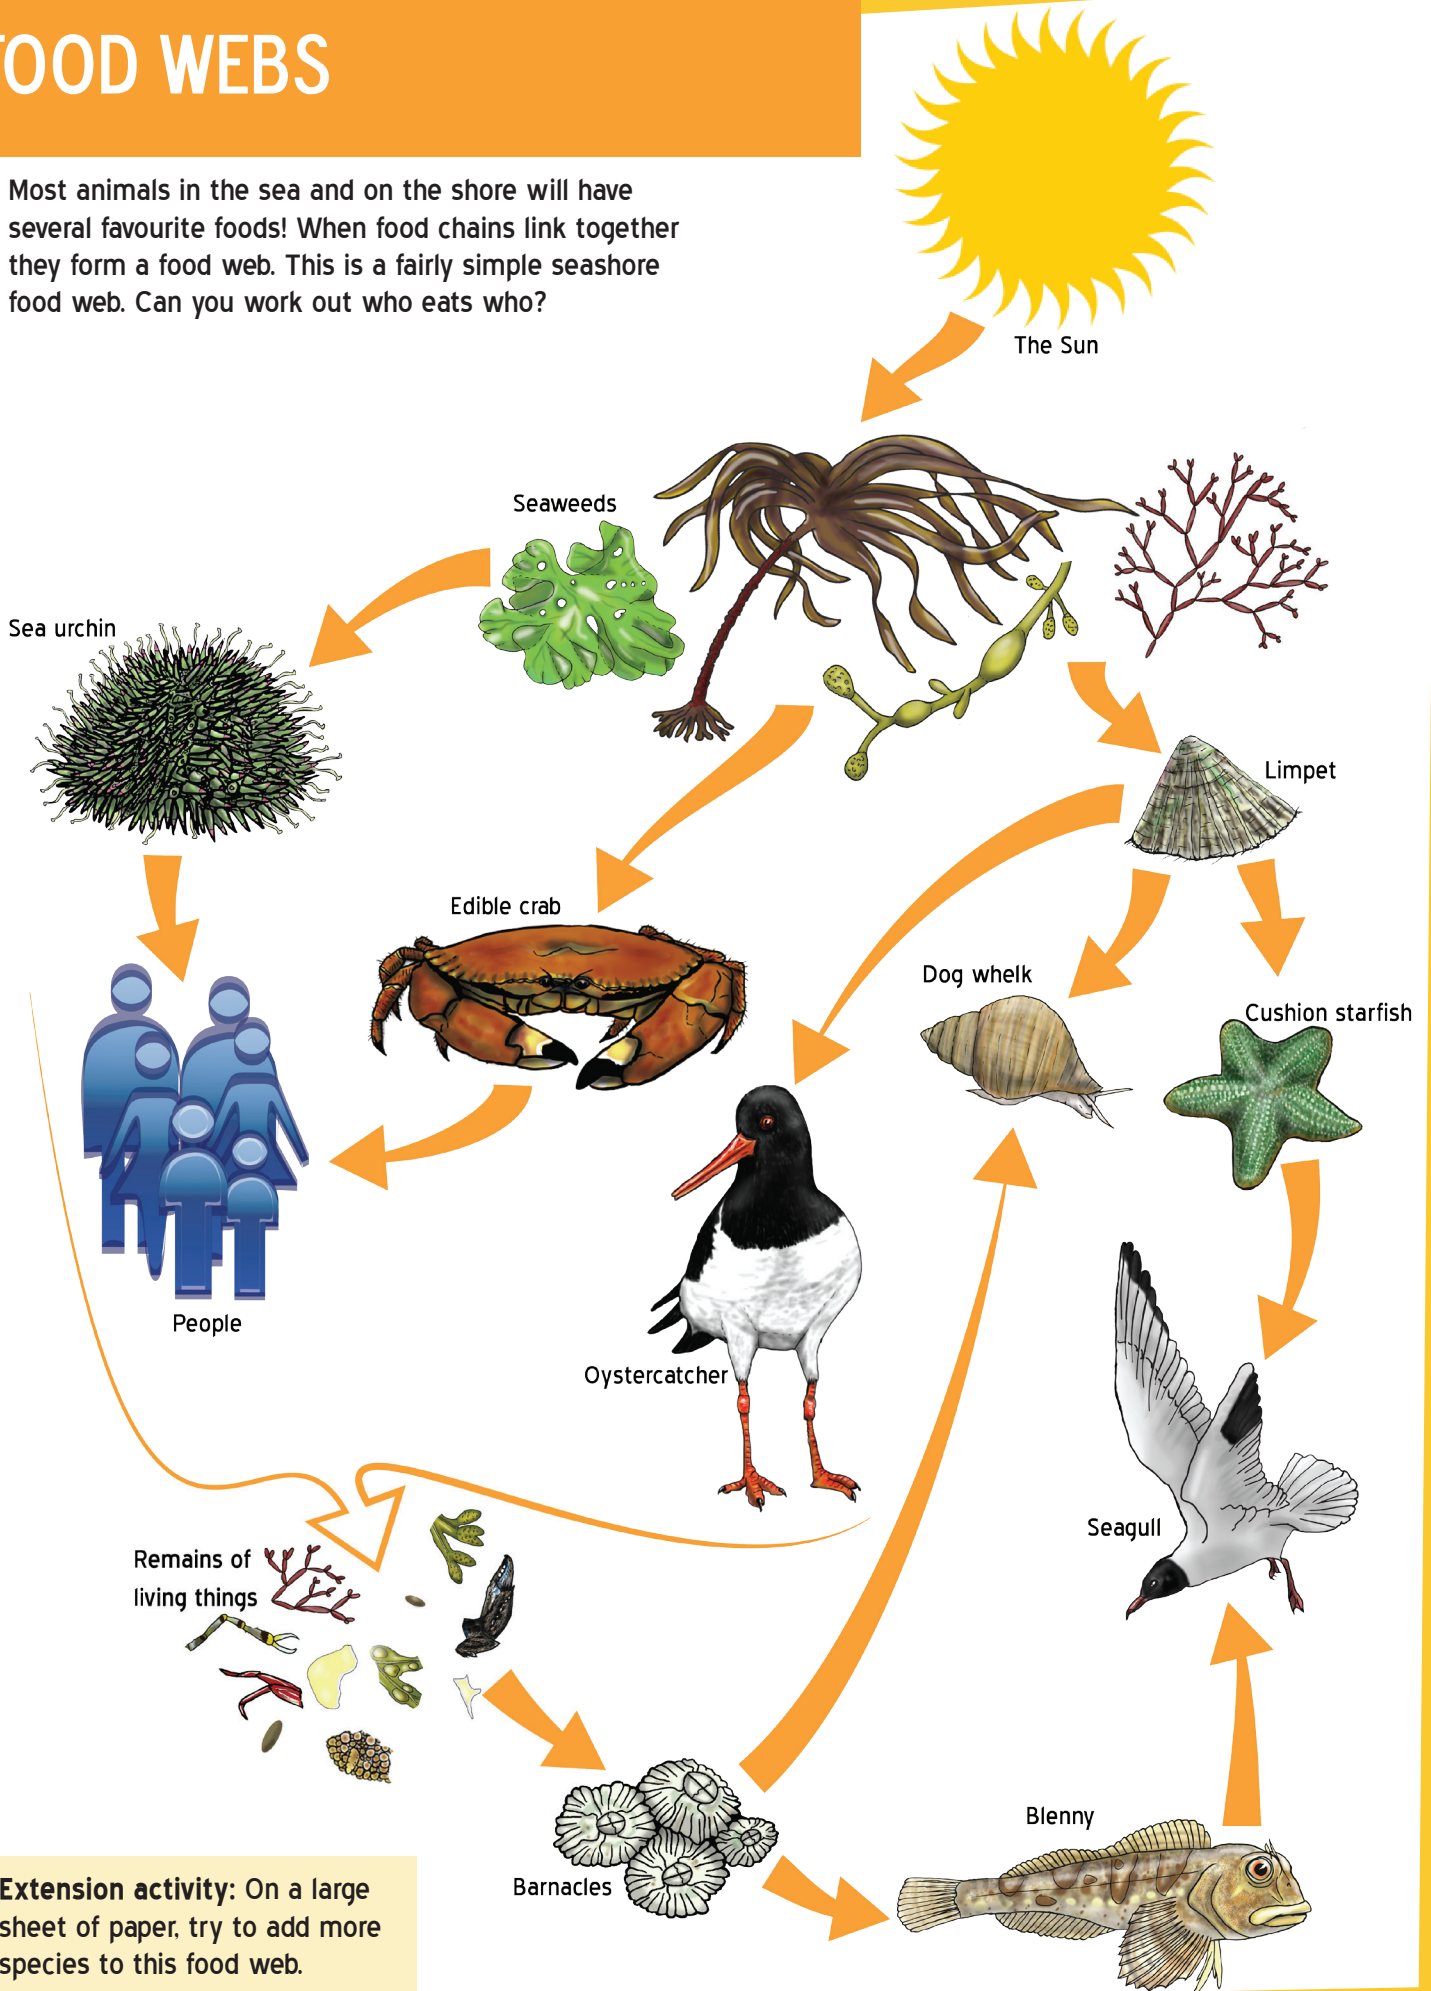 FOOD WEBS
Most animals in the sea and on the shore will have
several favourite foods! When food chains link together
they form a food web. This is a fairly simple seashore
food web. Can you work out who eats who?
The Sun
Seaweeds
Sea urchin
Limpet
Edible crab
Dog whelk
Cushion starfish
People
Oystercatcher
Seagull
Remains of
living things
Blenny
Barnacles
Extension activity: On a large
sheet of paper, try to add more
species to this food web.